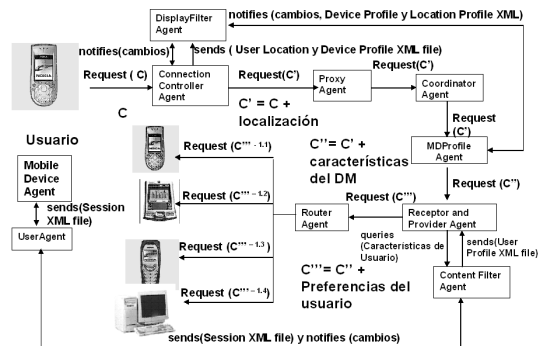 DisplayFilter
Agent
notifies (cambios, Device Profile y Location Profile XML)
notifies(cambios)
sends ( User Location y Device Profile XML file)
Request ( C)
Connection
Controller
Agent
Request(C')
Proxy
Agent
Request(C')
Coordinator
Agent
C
C' = C +
localización
Request
(C')
Usuario
Mobile
Device
Agent
sends(Session
XML file)
UserAgent
Request (C''' - 1.1)
C''= C' +
características
del DM
MDProfile
Agent
Request (C'')
Request (C''' - 1.2)
Router
Agent
Request (C''')
Receptor and
Provider Agent
Request (C''' - 1.3)
queries
(Características de
Usuario)
sends(User
Profile XML file)
C'''= C'' +
Preferencias del
usuario
Content Filter
Agent
Request (C''' - 1.4)
sends(Session XML file) y notifies (cambios)